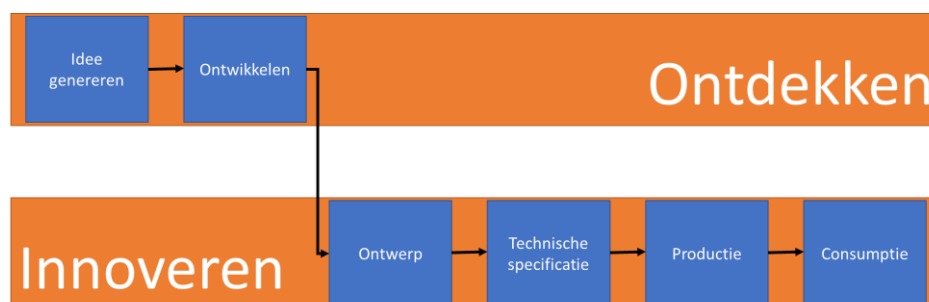 Idee
genereren
Ontwikkelen
Ontdekken
Innoveren
Ontwerp
Technische
specificatie
Productie
Consumptie